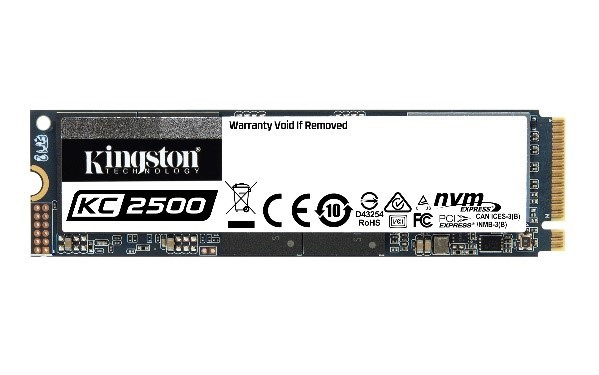 Warranty Void If Removed
Kingston
TECHNOLOGY
KC 2500
CE
10
D43254
RoHS
FC
nvm
EXPRESS
PCI
EXPRESS
CAN ICES-3(B)
/NMB-3(B)